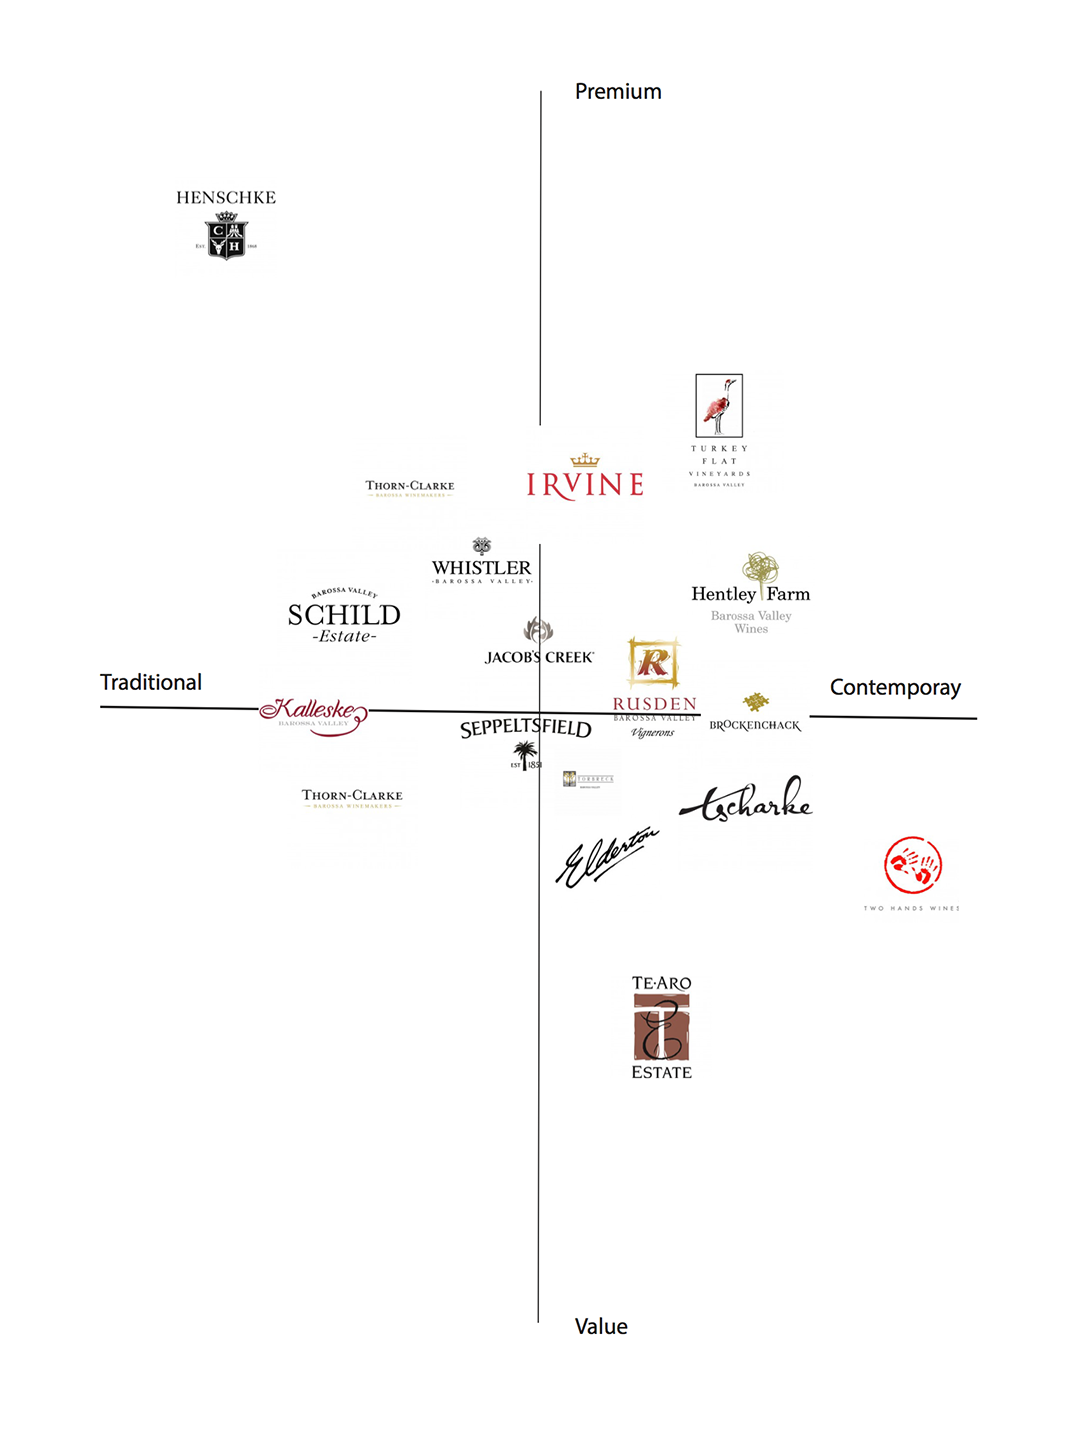 Premium
HENSCHKE
C
H
EST.
1868
TURKEY
FLAT
VINEYARDS
BAROSSA VALLEY
IRVINE
THORN-CLARKE
BAROSSA WINEMAKERS
WHISTLER
BAROSSA VALLEY
Hentley Farm
Barossa Valley
Wines
BAROSSA VALLEY
SCHILD
-Estate-
JACOB'S CREEK
R
RUSDEN
BAROSSA VALLEY
Vignerons
Traditional
Contemporay
Kalleske
BAROSSA VALLEY
SEPPELTSFIELD
EST 1851
BROCKENCHACK
TORBRECK
THORN-CLARKE
BAROSSA WINEMAKERS
tscharke
Elderton
TWO HANDS WINES
TE·ARO
TE
ESTATE
Value